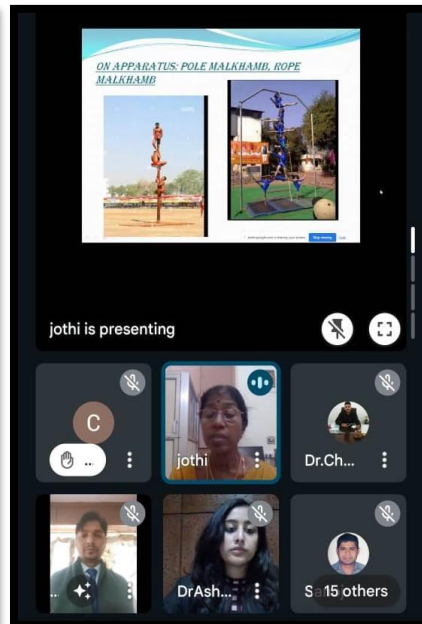 ON APPARATUS: POLE MALKHAMB, ROPE
MALKHAMB
Stop sharing
jothi is presenting
C
...
jothi
Dr.Ch...
...
DrAsh...
15 others